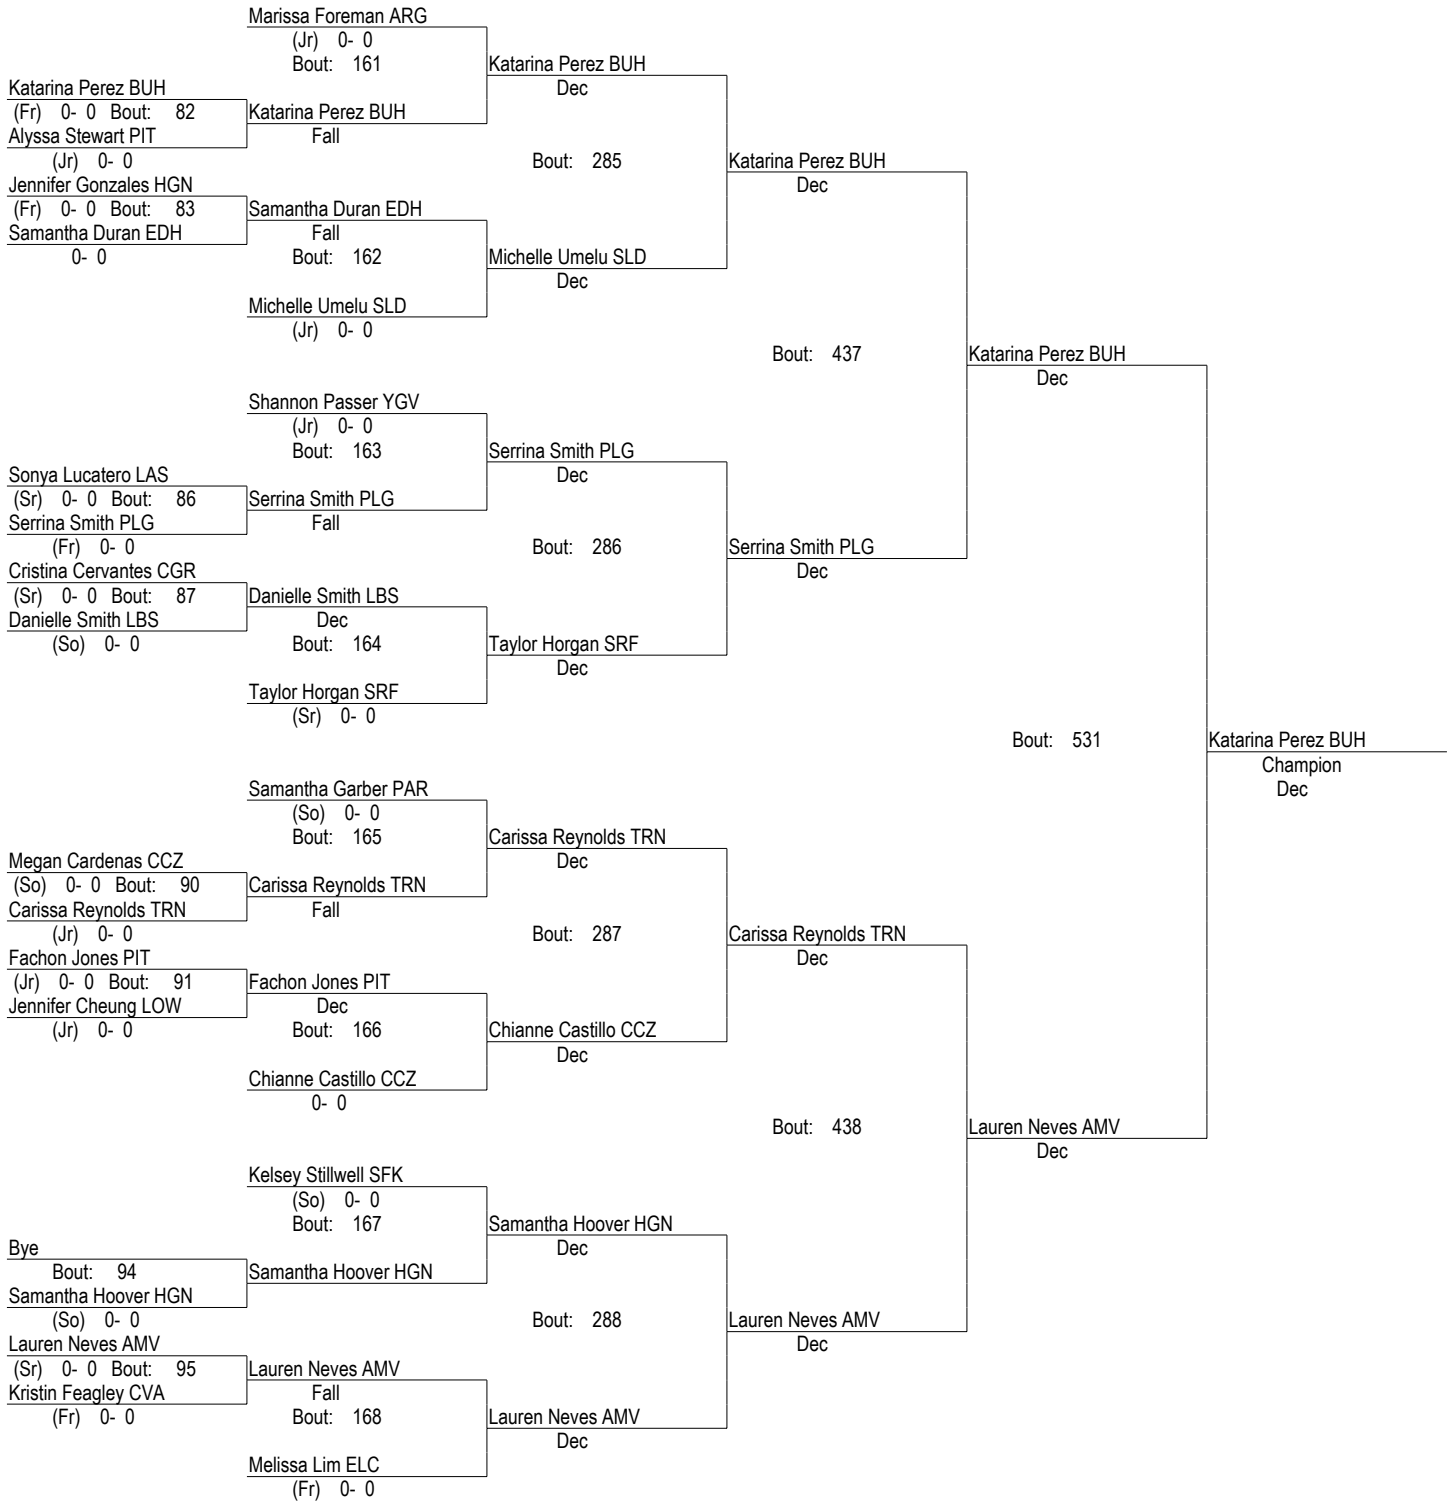 Marissa Foreman ARG
(Jr) 0- 0
Bout: 161
Katarina Perez BUH
Dec
Katarina Perez BUH
(Fr) 0- 0 Bout: 82
Katarina Perez BUH
Alyssa Stewart PIT
Fall
(Jr) 0- 0
Bout: 285
Katarina Perez BUH
Jennifer Gonzales HGN
Dec
(Fr) 0- 0 Bout: 83
Samantha Duran EDH
Samantha Duran EDH
Fall
0- 0
Bout: 162
Michelle Umelu SLD
Dec
Michelle Umelu SLD
(Jr) 0- 0
Bout: 437
Katarina Perez BUH
Dec
Shannon Passer YGV
(Jr) 0- 0
Bout: 163
Serrina Smith PLG
Sonya Lucatero LAS
Dec
(Sr) 0- 0 Bout: 86
Serrina Smith PLG
Serrina Smith PLG
Fall
(Fr) 0- 0
Bout: 286
Serrina Smith PLG
Cristina Cervantes CGR
Dec
(Sr) 0- 0 Bout: 87
Danielle Smith LBS
Danielle Smith LBS
Dec
(So) 0- 0
Bout: 164
Taylor Horgan SRF
Dec
Taylor Horgan SRF
(Sr) 0- 0
Bout: 531
Katarina Perez BUH
Champion
Dec
Samantha Garber PAR
(So) 0- 0
Bout: 165
Carissa Reynolds TRN
Megan Cardenas CCZ
Dec
(So) 0- 0 Bout: 90
Carissa Reynolds TRN
Carissa Reynolds TRN
Fall
(Jr) 0- 0
Bout: 287
Carissa Reynolds TRN
Fachon Jones PIT
Dec
(Jr) 0- 0 Bout: 91
Fachon Jones PIT
Jennifer Cheung LOW
Dec
(Jr) 0- 0
Bout: 166
Chianne Castillo CCZ
Dec
Chianne Castillo CCZ
0- 0
Bout: 438
Lauren Neves AMV
Dec
Kelsey Stillwell SFK
(So) 0- 0
Bout: 167
Samantha Hoover HGN
Bye
Dec
Bout: 94
Samantha Hoover HGN
Samantha Hoover HGN
(So) 0- 0
Bout: 288
Lauren Neves AMV
Lauren Neves AMV
Dec
(Sr) 0- 0 Bout: 95
Lauren Neves AMV
Kristin Feagley CVA
Fall
(Fr) 0- 0
Bout: 168
Lauren Neves AMV
Dec
Melissa Lim ELC
(Fr) 0- 0